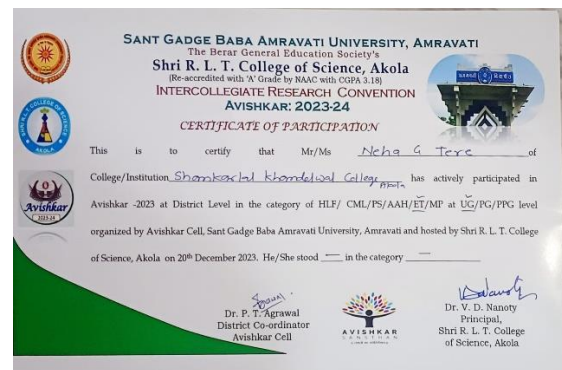 SANT GADGE BABA AMRAVATI UNIVERSITY, AMRAVATI
The Berar General Education Society's
Shri R. L. T. College of Science, Akola
(Re-accredited with 'A' Grade by NAAC with CGPA 3.18)
INTERCOLLEGIATE RESEARCH CONVENTION
AVISHKAR: 2023-24
CERTIFICATE OF PARTICIPATION
This is to certify that Mr/Ms Neha G Tere of
College/Institution Shankarlal Khandelwal College Akola has actively participated in
Avishkar -2023 at District Level in the category of HLF/ CML/PS/AAH/ET/MP at UG/PG/PPG level
organized by Avishkar Cell, Sant Gadge Baba Amravati University, Amravati and hosted by Shri R. L. T. College
of Science, Akola on 20th December 2023. He/She stood — in the category —
SHRI R.L.T. COLLEGE OF SCIENCE
AKOLA
Avishkar
2023-24
Dr. P. T. Agrawal
District Co-ordinator
Avishkar Cell
AVISHKAR
Dr. V. D. Nanoty
Principal,
Shri R. L. T. College
of Science, Akola